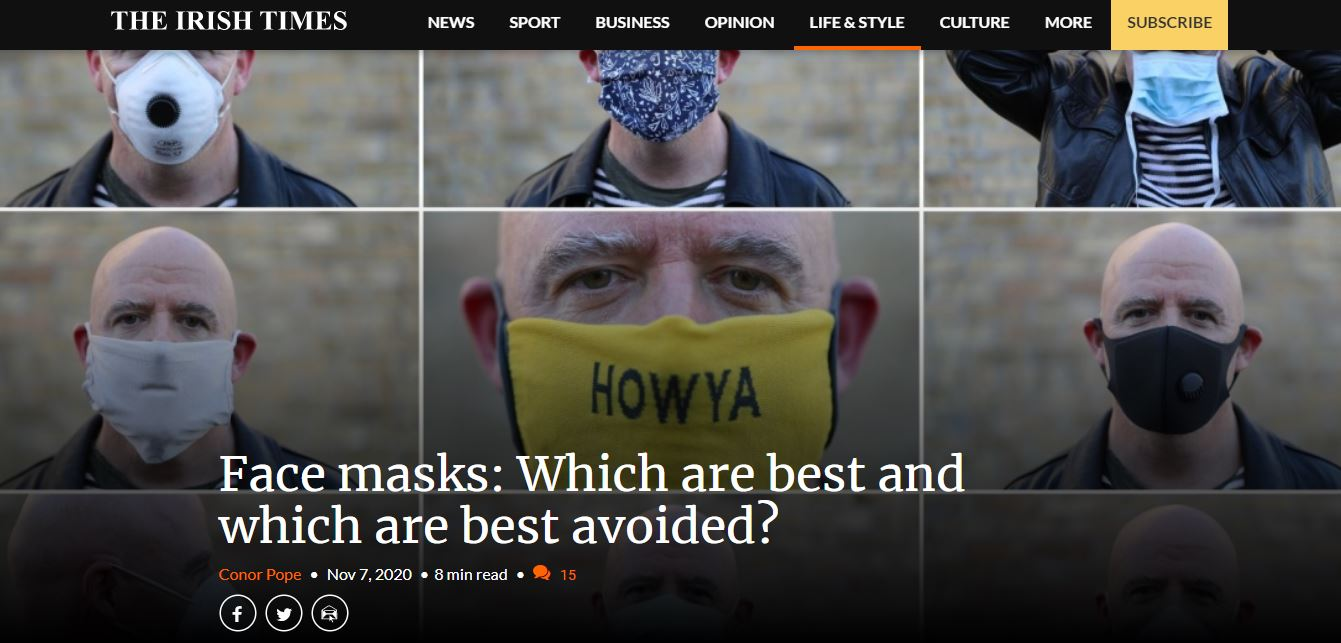 THE IRISH TIMES
NEWS SPORT BUSINESS OPINION LIFE & STYLE CULTURE MORE SUBSCRIBE
HOWYA
Face masks: Which are best and
which are best avoided?
Conor Pope • Nov 7, 2020 • 8 min read • 15